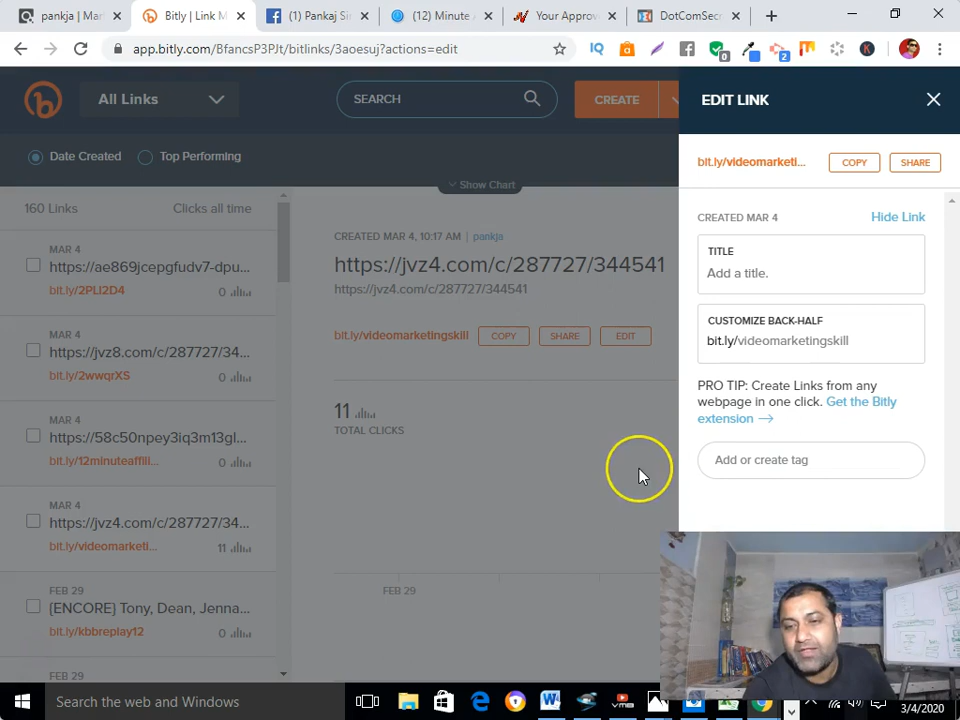 pankja | Mar
Bitly | Link M
(1) Pankaj Si
(12) Minute A
Your Approv
DotComSecr
app.bitly.com/BfancsP3PJt/bitlinks/3aoesuj?actions=edit
All Links
SEARCH
CREATE
EDIT LINK
Date Created
Top Performing
bit.ly/videomarketi...
COPY
SHARE
Show Chart
160 Links
Clicks all time
CREATED MAR 4
Hide Link
MAR 4
https://ae869jcepgfudv7-dpu...
bit.ly/2PLI2D4
0
CREATED MAR 4, 10:17 AM | pankja
https://jvz4.com/c/287727/344541
https://jvz4.com/c/287727/344541
TITLE
Add a title.
CUSTOMIZE BACK-HALF
bit.ly/videomarketingskill
MAR 4
https://jvz8.com/c/287727/34...
bit.ly/2wwqrXS
0
bit.ly/videomarketingskill
COPY
SHARE
EDIT
PRO TIP: Create Links from any
webpage in one click. Get the Bitly
extension
11
TOTAL CLICKS
Add or create tag
MAR 4
https://58c50npey3iq3m13gl...
bit.ly/12minuteaffili...
0
MAR 4
https://jvz4.com/c/287727/34...
bit.ly/videomarketi...
11
FEB 29
[ENCORE] Tony, Dean, Jenna...
bit.ly/kbbreplay12
0
FEB 29
FEB 29
Search the web and Windows
3/4/2020